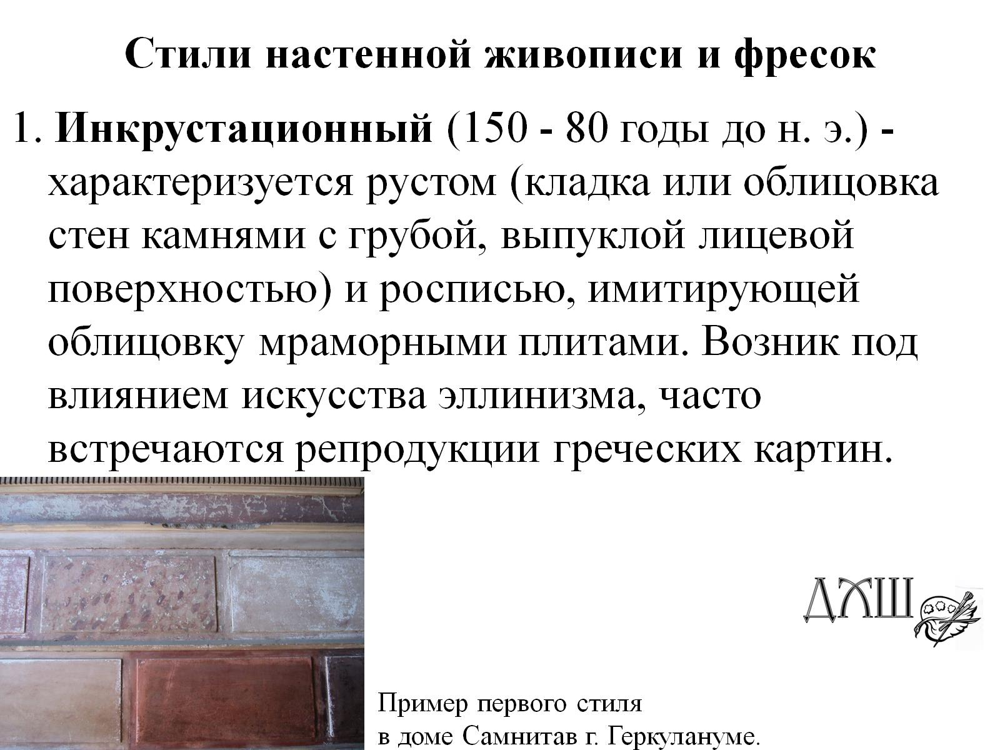 Стили настенной живописи и фресок
1. Инкрустационный (150 - 80 годы до н. э.) -
характеризуется рустом (кладка или облицовка
стен камнями с грубой, выпуклой лицевой
поверхностью) и росписью, имитирующей
облицовку мраморными плитами. Возник под
влиянием искусства эллинизма, часто
встречаются репродукции греческих картин.
ДХШ
Пример первого стиля
в доме Самнитав г. Геркулануме.